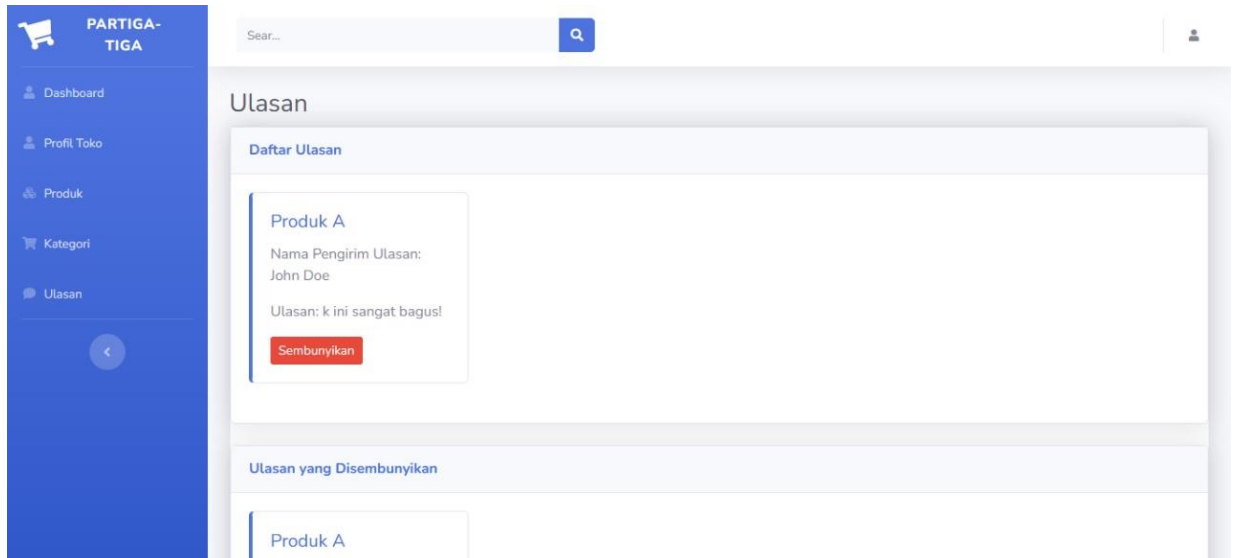 PARTIGA-
TIGA
Sear...
Dashboard
Profil Toko
Produk
Kategori
Ulasan
Ulasan
Daftar Ulasan
Produk A
Nama Pengirim Ulasan:
John Doe
Ulasan: k ini sangat bagus!
Sembunyikan
Ulasan yang Disembunyikan
Produk A